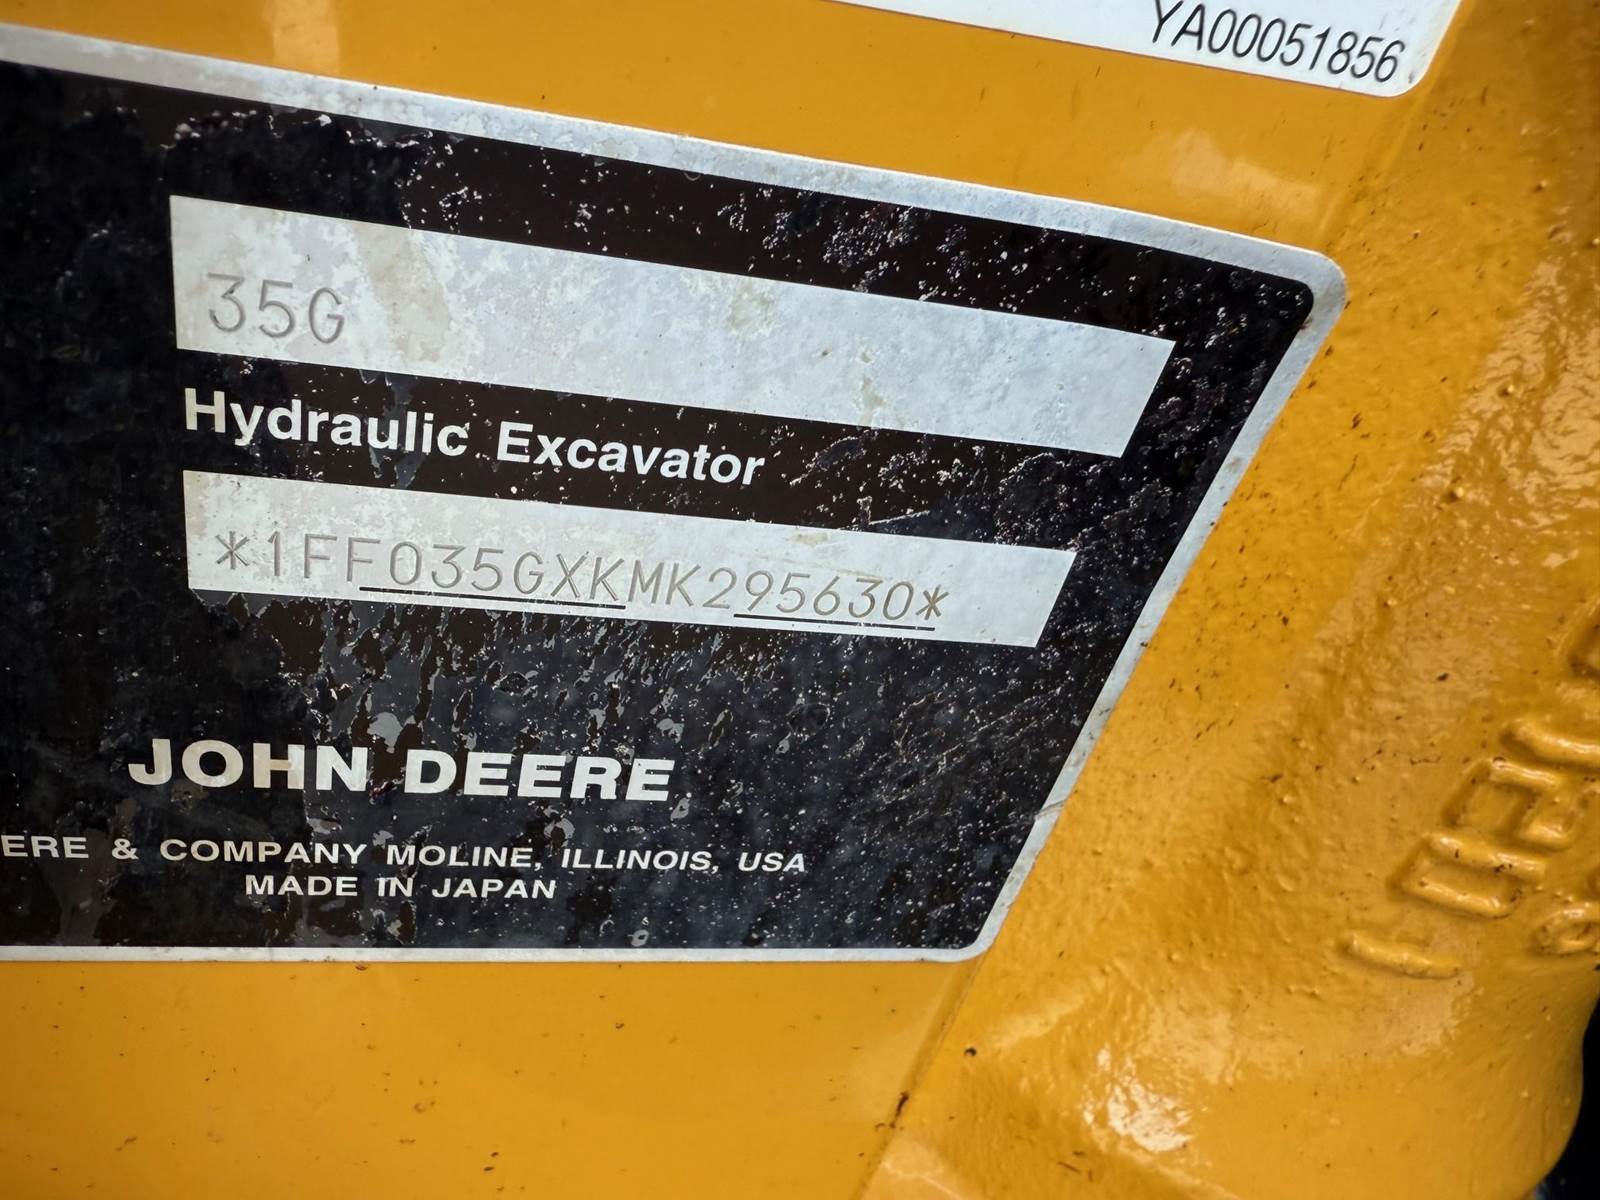 YA00051856
35G
Hydraulic Excavator
*1FF035GXKMK295630*
JOHN DEERE
ERE & COMPANY MOLINE, ILLINOIS, USA
MADE IN JAPAN